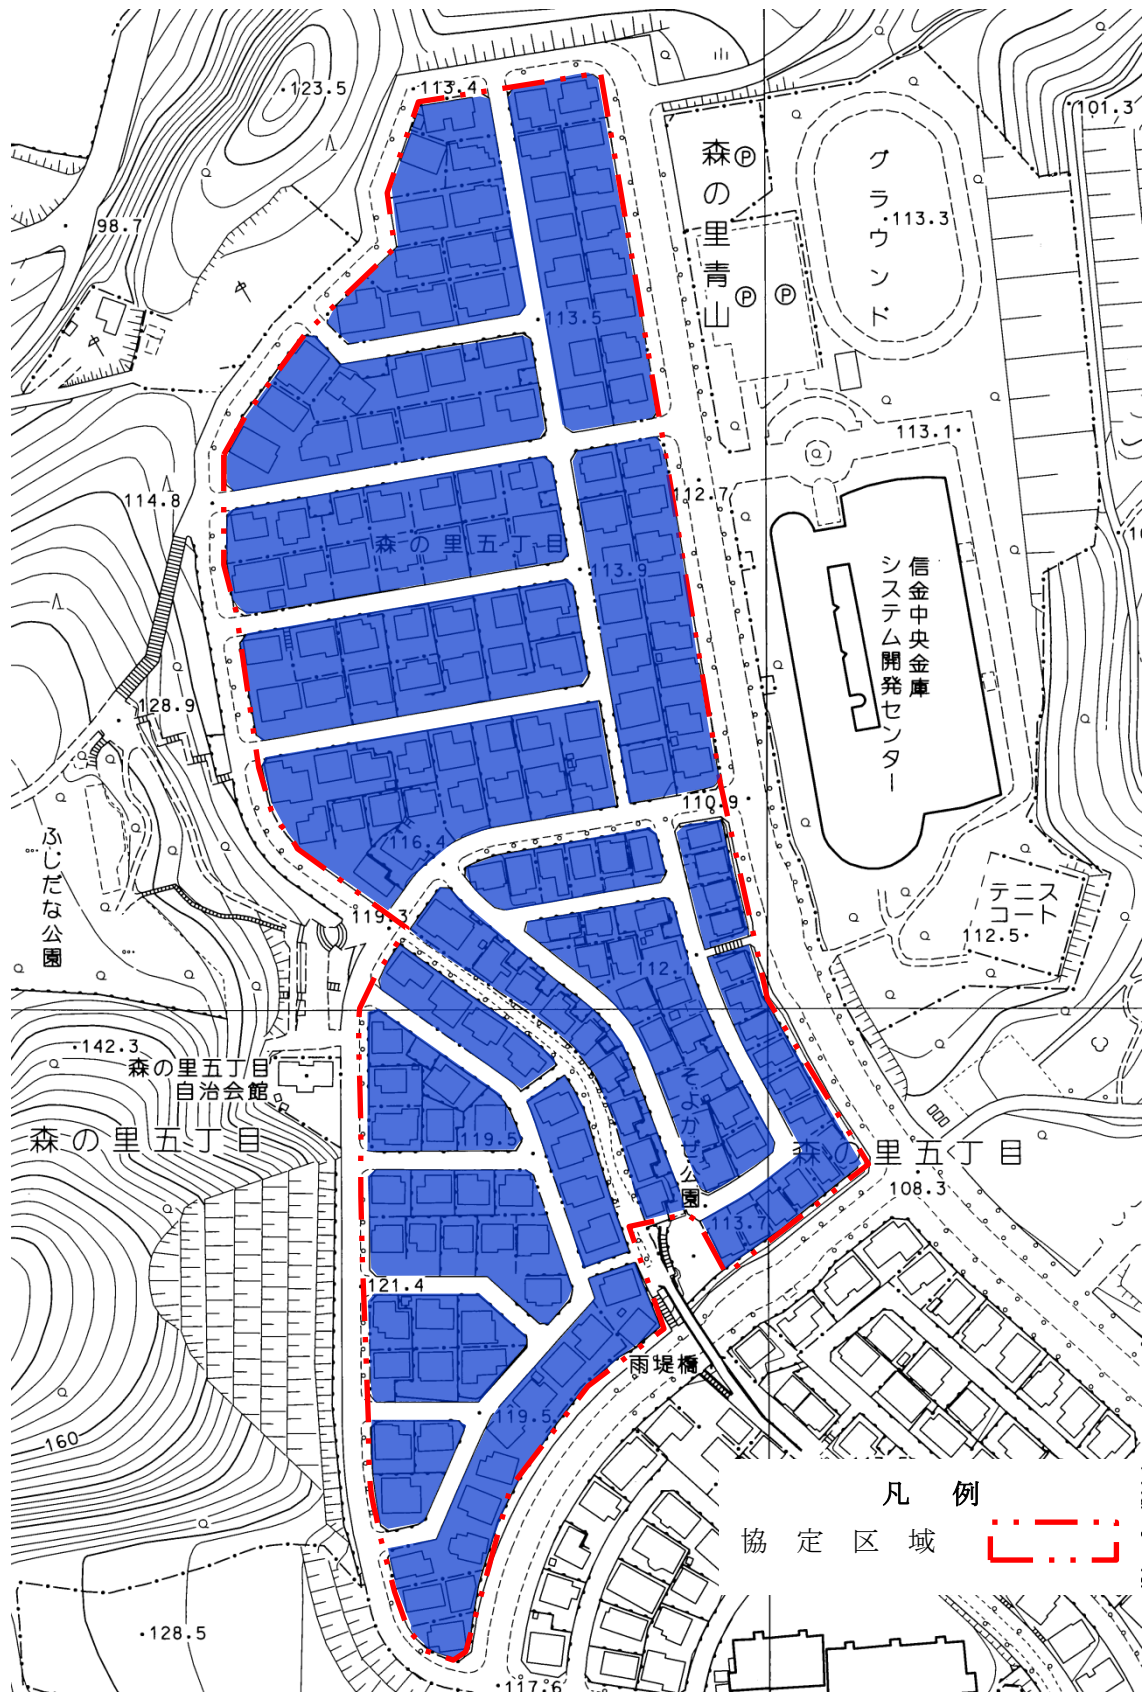 123.5
113.4
101.3
森の里青山
P
グラウンド
113.3
98.7
P
P
113.5
113.1
114.8
112.7
森の里五丁目
113.9
信金中央金庫
システム開発センター
128.9
110.9
116.4
ふじだな公園
テニス
コート
119.3
112.5
112.
142.3
森の里五丁目
自治会館
そよかぜ公園
森の里五丁目
119.5
森の里五丁目
108.3
113.7
121.4
雨堤橋
119.5
160
凡 例
協 定 区 域
128.5
117.6